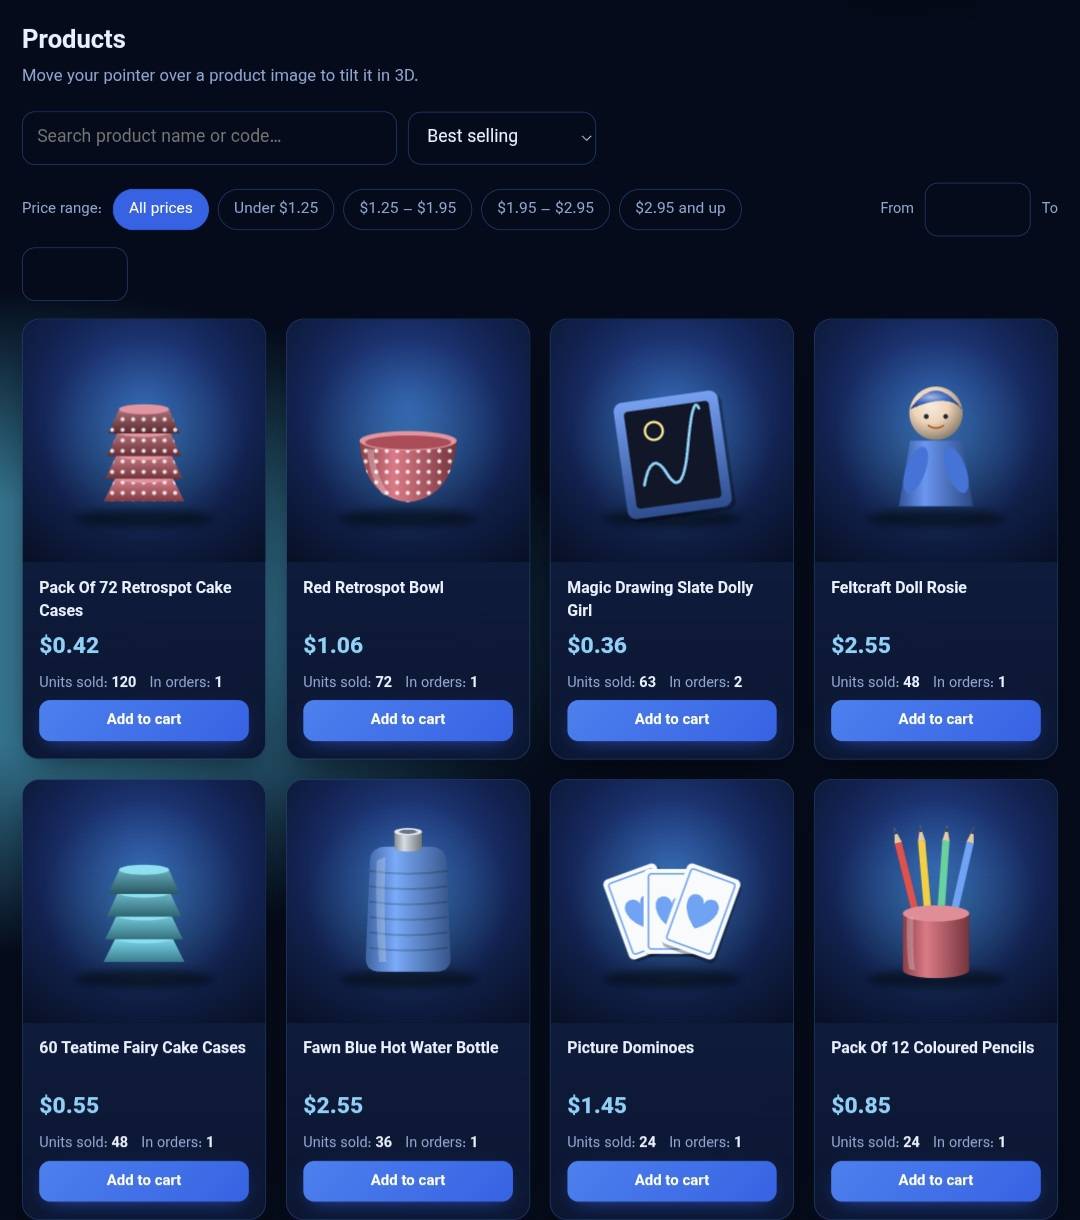 Products
Move your pointer over a product image to tilt it in 3D.
Search product name or code…
Best selling
Price range: All prices Under $1.25 $1.25 – $1.95 $1.95 – $2.95 $2.95 and up From To
Pack Of 72 Retrospot Cake Cases
$0.42
Units sold: 120 In orders: 1
Add to cart
Red Retrospot Bowl
$1.06
Units sold: 72 In orders: 1
Add to cart
Magic Drawing Slate Dolly Girl
$0.36
Units sold: 63 In orders: 2
Add to cart
Feltcraft Doll Rosie
$2.55
Units sold: 48 In orders: 1
Add to cart
60 Teatime Fairy Cake Cases
$0.55
Units sold: 48 In orders: 1
Add to cart
Fawn Blue Hot Water Bottle
$2.55
Units sold: 36 In orders: 1
Add to cart
Picture Dominoes
$1.45
Units sold: 24 In orders: 1
Add to cart
Pack Of 12 Coloured Pencils
$0.85
Units sold: 24 In orders: 1
Add to cart